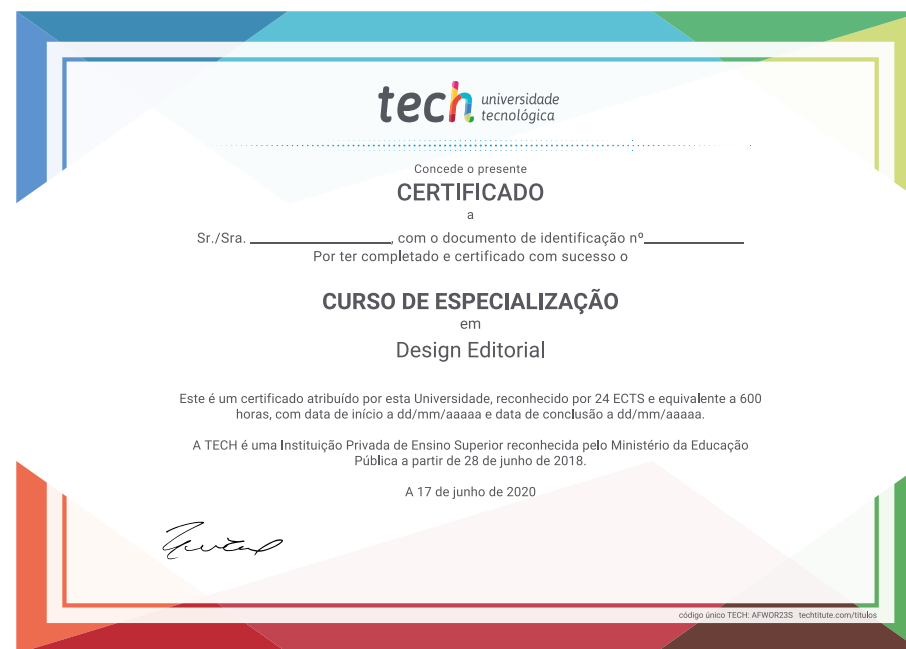 tech universidade
tecnológica
Concede o presente
CERTIFICADO
a
Sr./Sra. ________________, com o documento de identificação nº____________
Por ter completado e certificado com sucesso o
CURSO DE ESPECIALIZAÇÃO
em
Design Editorial
Este é um certificado atribuído por esta Universidade, reconhecido por 24 ECTS e equivalente a 600
horas, com data de início a dd/mm/aaaaa e data de conclusão a dd/mm/aaaaa.
A TECH é uma Instituição Privada de Ensino Superior reconhecida pelo Ministério da Educação
Pública a partir de 28 de junho de 2018.
A 17 de junho de 2020
código único TECH: AFWOR23S techtitute.com/titulos